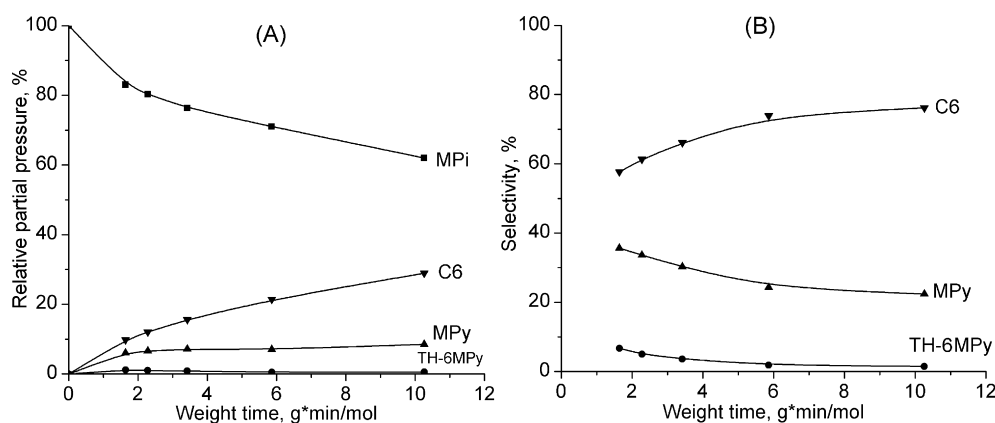 (A)
Relative partial pressure, %
100
80
60
40
20
0
MPi
C6
MPy
TH-6MPy
0 2 4 6 8 10 12
Weight time, g*min/mol
(B)
Selectivity, %
100
80
60
40
20
0
C6
MPy
TH-6MPy
0 2 4 6 8 10 12
Weight time, g*min/mol